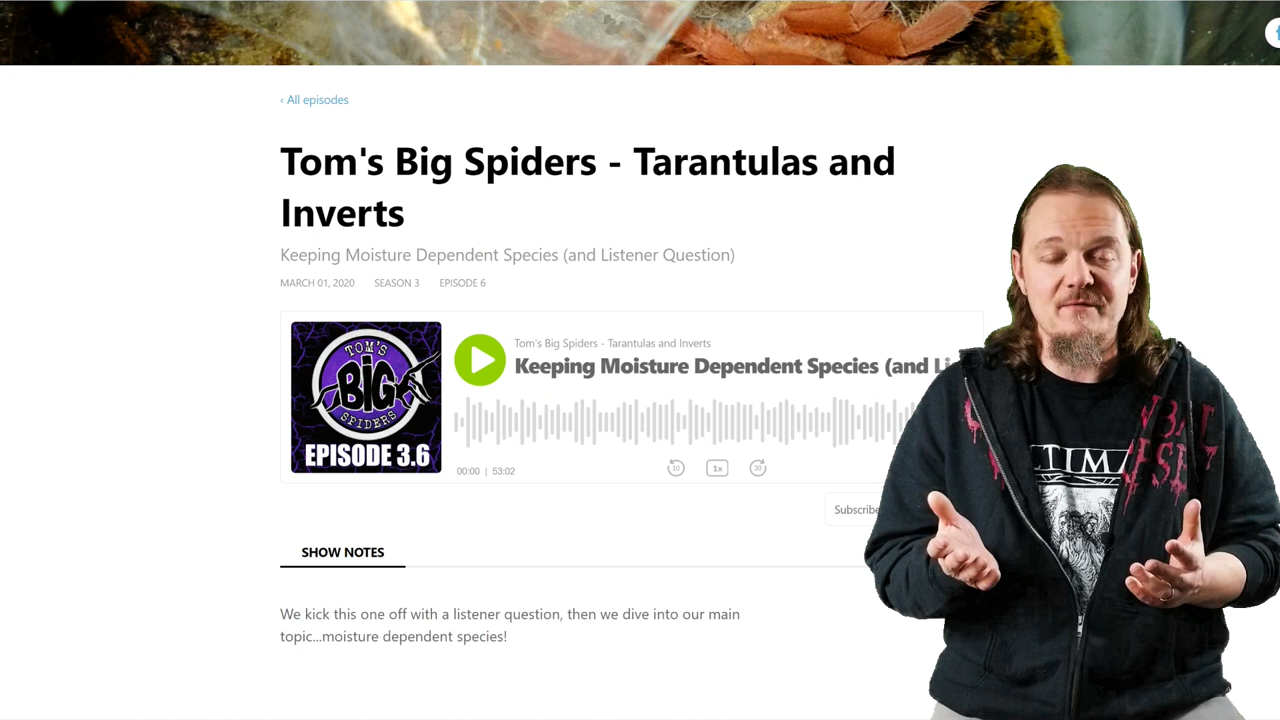 ‹ All episodes
Tom's Big Spiders - Tarantulas and
Inverts
Keeping Moisture Dependent Species (and Listener Question)
MARCH 01, 2020 SEASON 3 EPISODE 6
TOM'S
BIG
SPIDERS
EPISODE 3.6
Tom's Big Spiders - Tarantulas and Inverts
Keeping Moisture Dependent Species (and Li
00:00 | 53:02
10 1x 30
Subscribe
SHOW NOTES
We kick this one off with a listener question, then we dive into our main
topic...moisture dependent species!